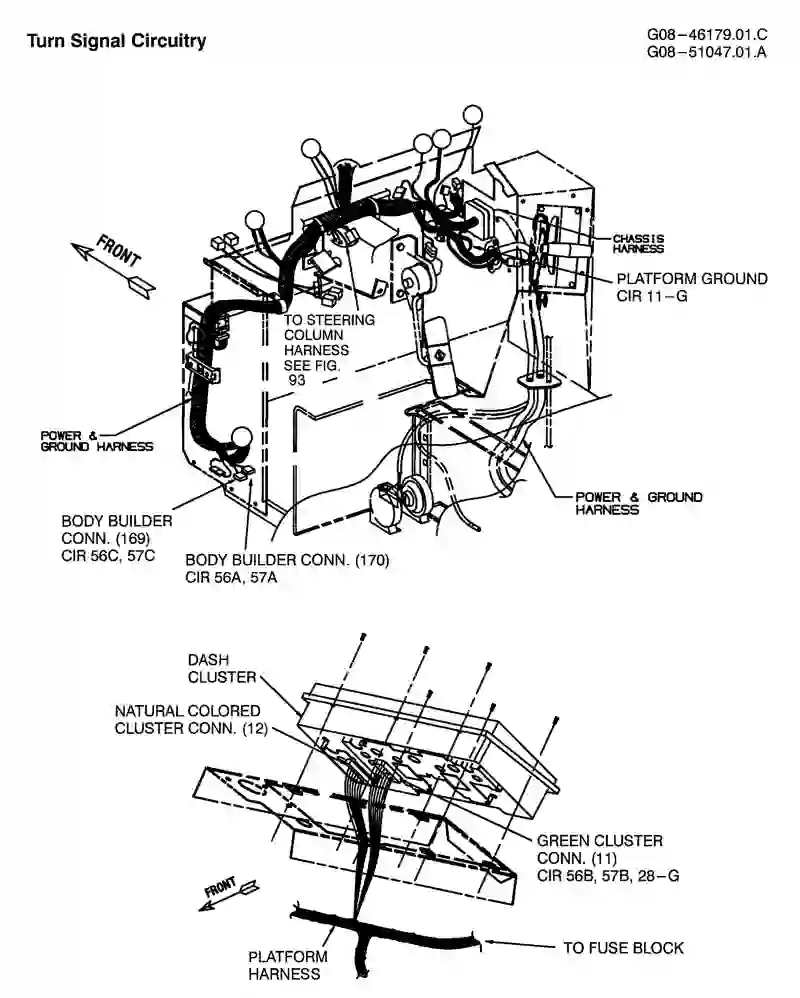 Turn Signal Circuitry
G08-46179.01.C
G08-51047.01.A
FRONT
CHASSIS
HARNESS
PLATFORM GROUND
CIR 11-G
TO STEERING
COLUMN
HARNESS
SEE FIG.
93
POWER &
GROUND HARNESS
POWER & GROUND
HARNESS
BODY BUILDER
CONN. (169)
CIR 56C, 57C
BODY BUILDER CONN. (170)
CIR 56A, 57A
DASH
CLUSTER
NATURAL COLORED
CLUSTER CONN. (12)
GREEN CLUSTER
CONN. (11)
CIR 56B, 57B, 28-G
FRONT
PLATFORM
HARNESS
TO FUSE BLOCK